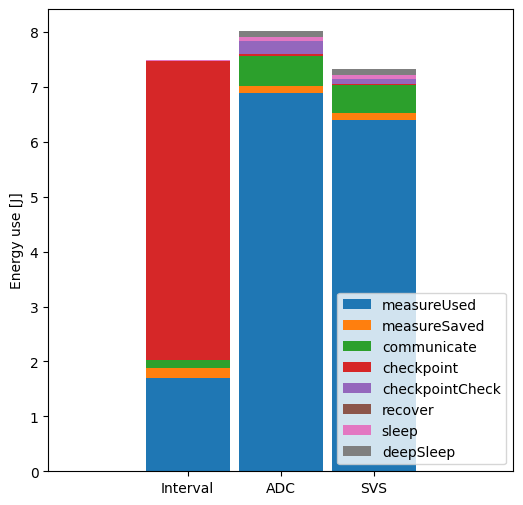 Energy use [J]
8
7
6
5
4
3
2
1
0
measureUsed
measureSaved
communicate
checkpoint
checkpointCheck
recover
sleep
deepSleep
Interval ADC SVS